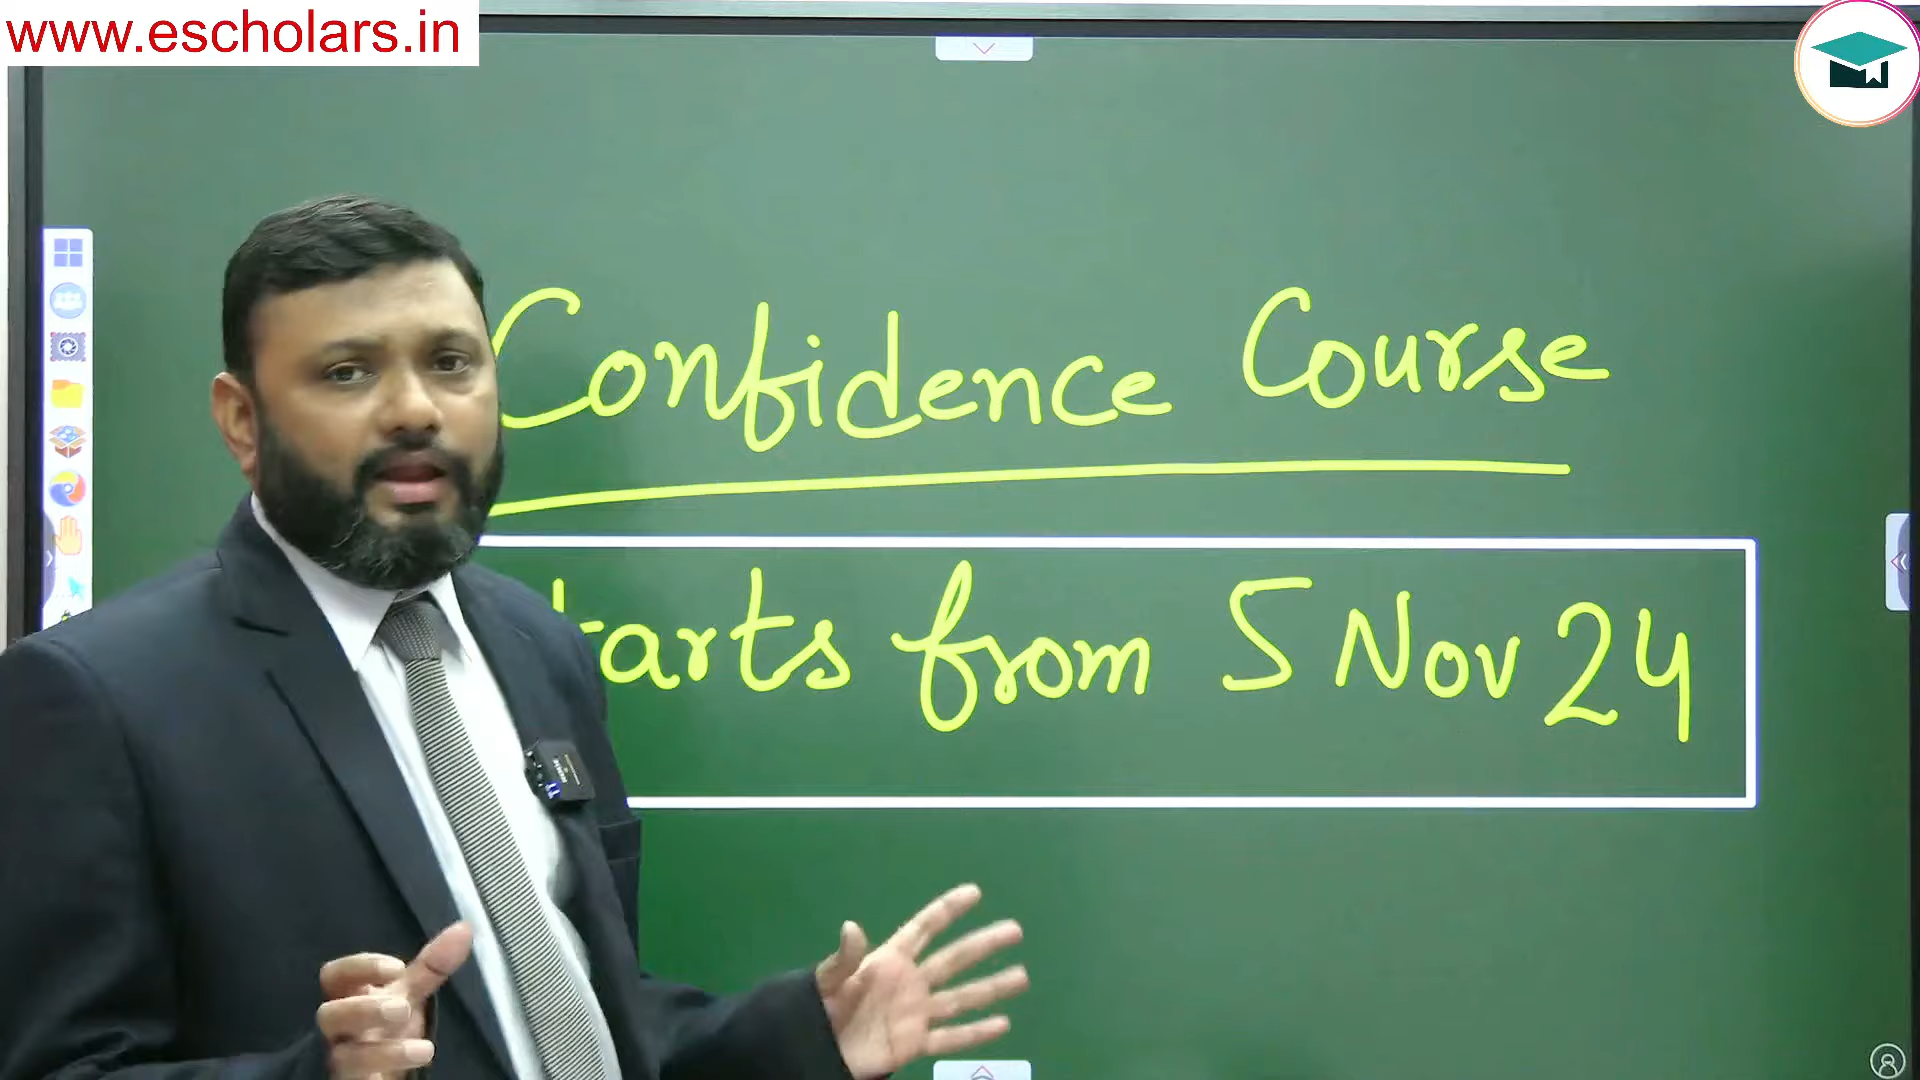 www.escholars.in
Confidence Course
tarts from 5 Nov 24